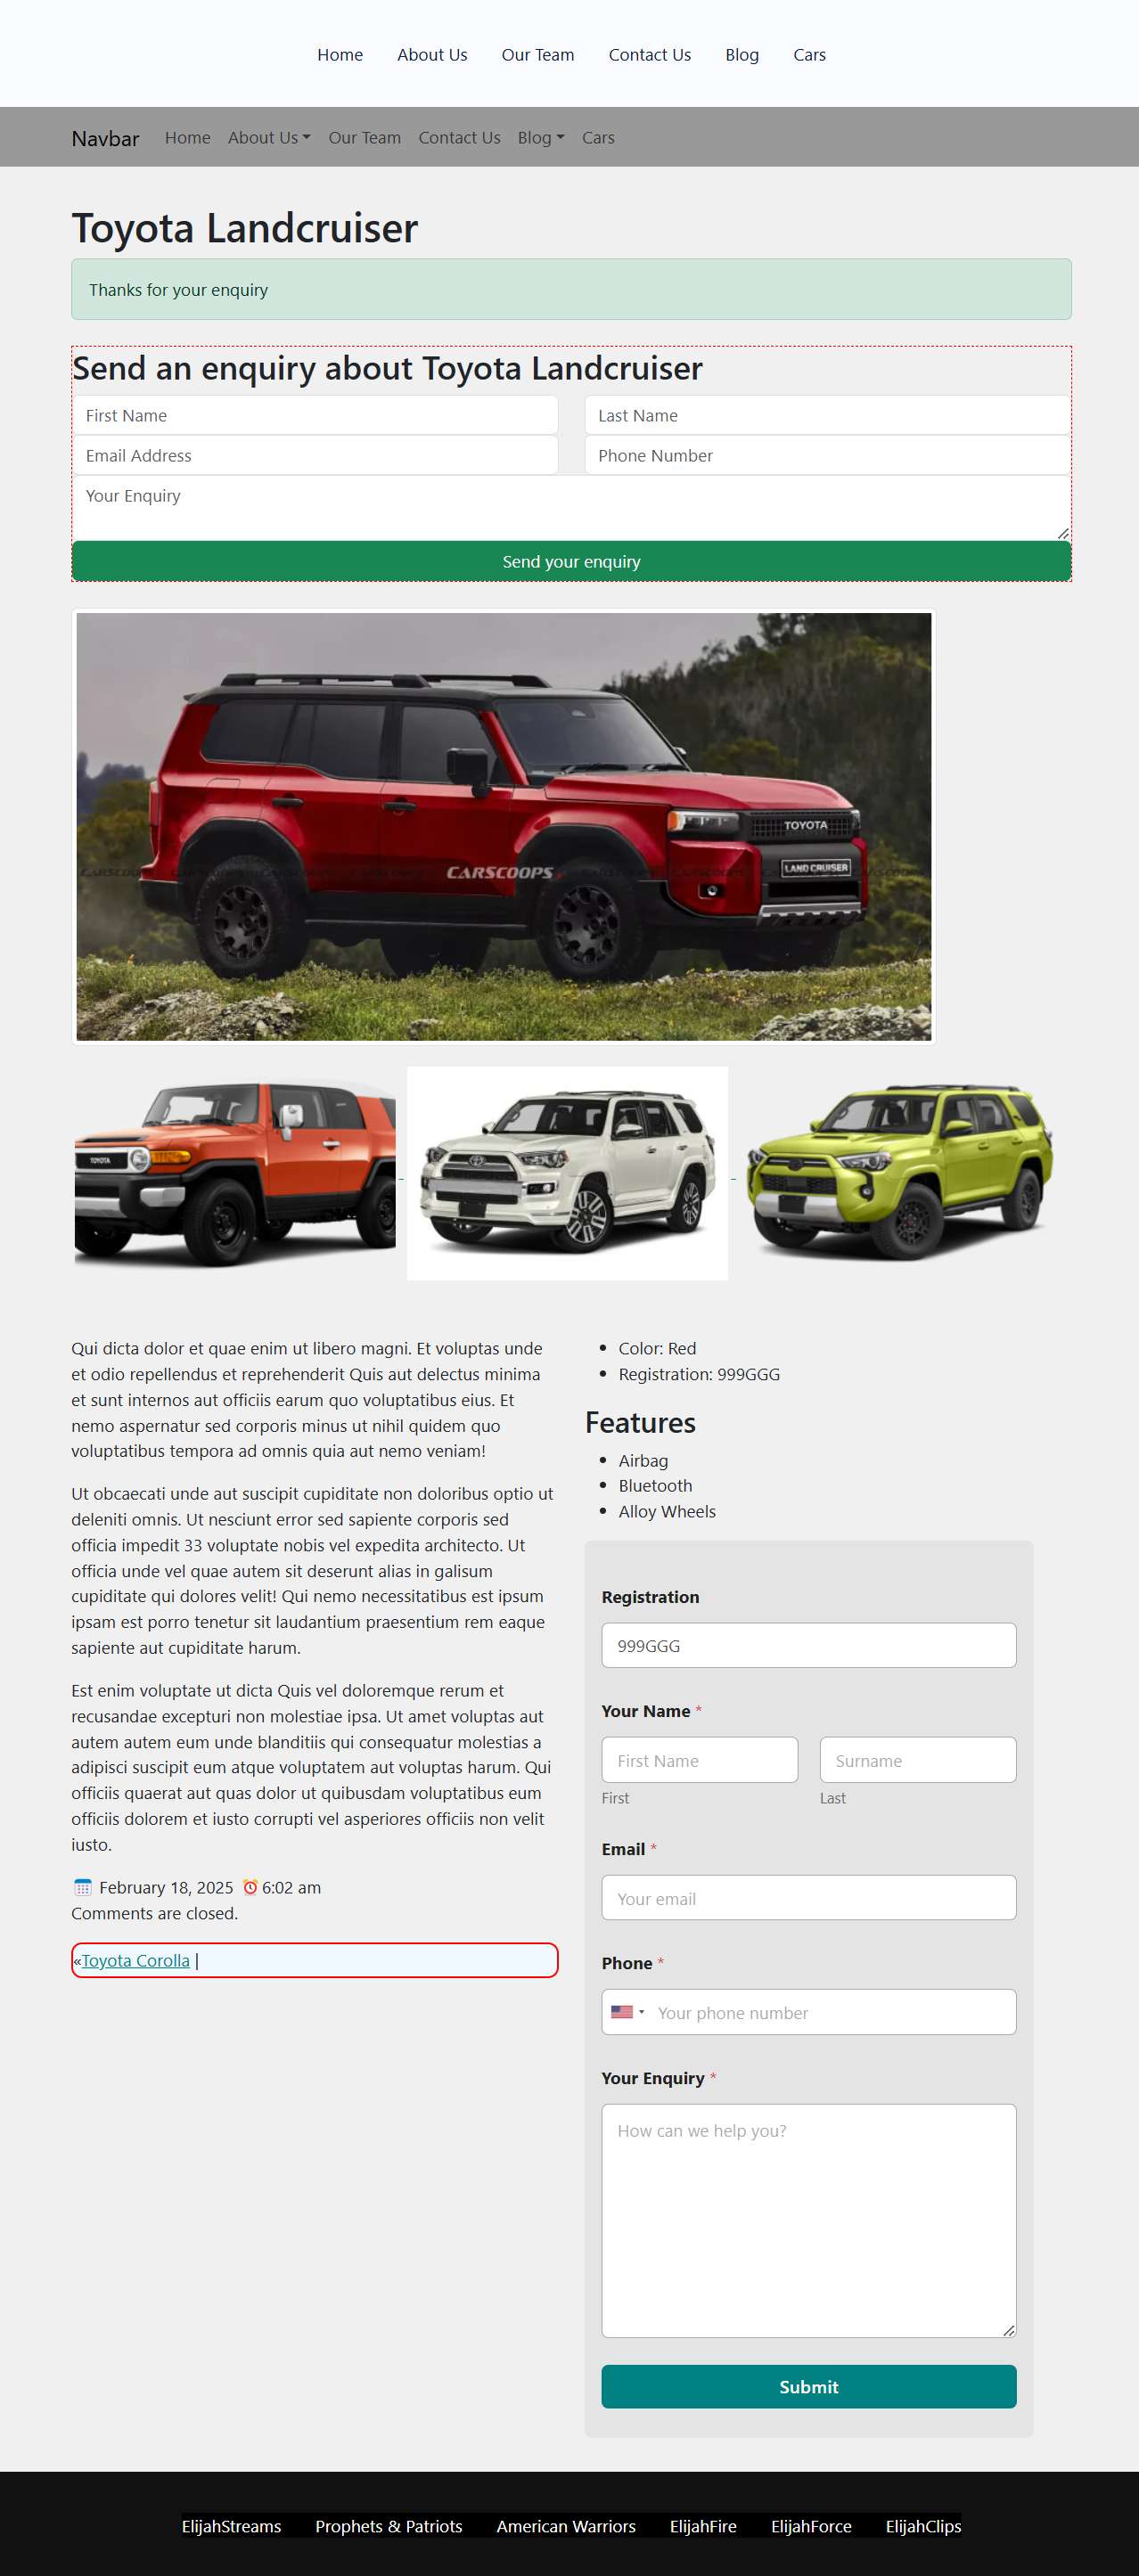 Home About Us Our Team Contact Us Blog Cars
Navbar Home About Us Our Team Contact Us Blog Cars
Toyota Landcruiser
Thanks for your enquiry
Send an enquiry about Toyota Landcruiser
First Name Last Name
Email Address Phone Number
Your Enquiry
Send your enquiry
TOYOTA
LAND CRUISER
CARSCOOPS
TOYOTA
Qui dicta dolor et quae enim ut libero magni. Et voluptas unde
et odio repellendus et reprehenderit Quis aut delectus minima
et sunt internos aut officiis earum quo voluptatibus eius. Et
nemo aspernatur sed corporis minus ut nihil quidem quo
voluptatibus tempora ad omnis quia aut nemo veniam!
Ut obcaecati unde aut suscipit cupiditate non doloribus optio ut
deleniti omnis. Ut nesciunt error sed sapiente corporis sed
officia impedit 33 voluptate nobis vel expedita architecto. Ut
officia unde vel quae autem sit deserunt alias in galisum
cupiditate qui dolores velit! Qui nemo necessitatibus est ipsum
ipsam est porro tenetur sit laudantium praesentium rem eaque
sapiente aut cupiditate harum.
Est enim voluptate ut dicta Quis vel doloremque rerum et
recusandae excepturi non molestiae ipsa. Ut amet voluptas aut
autem autem eum unde blanditiis qui consequatur molestias a
adipisci suscipit eum atque voluptatem aut voluptas harum. Qui
officiis quaerat aut quas dolor ut quibusdam voluptatibus eum
officiis dolorem et iusto corrupti vel asperiores officiis non velit
iusto.
February 18, 2025 6:02 am
Comments are closed.
«Toyota Corolla |
Color: Red
Registration: 999GGG
Features
Airbag
Bluetooth
Alloy Wheels
Registration
999GGG
Your Name *
First Name Surname
First Last
Email *
Your email
Phone *
Your phone number
Your Enquiry *
How can we help you?
Submit
ElijahStreams Prophets & Patriots American Warriors ElijahFire ElijahForce ElijahClips